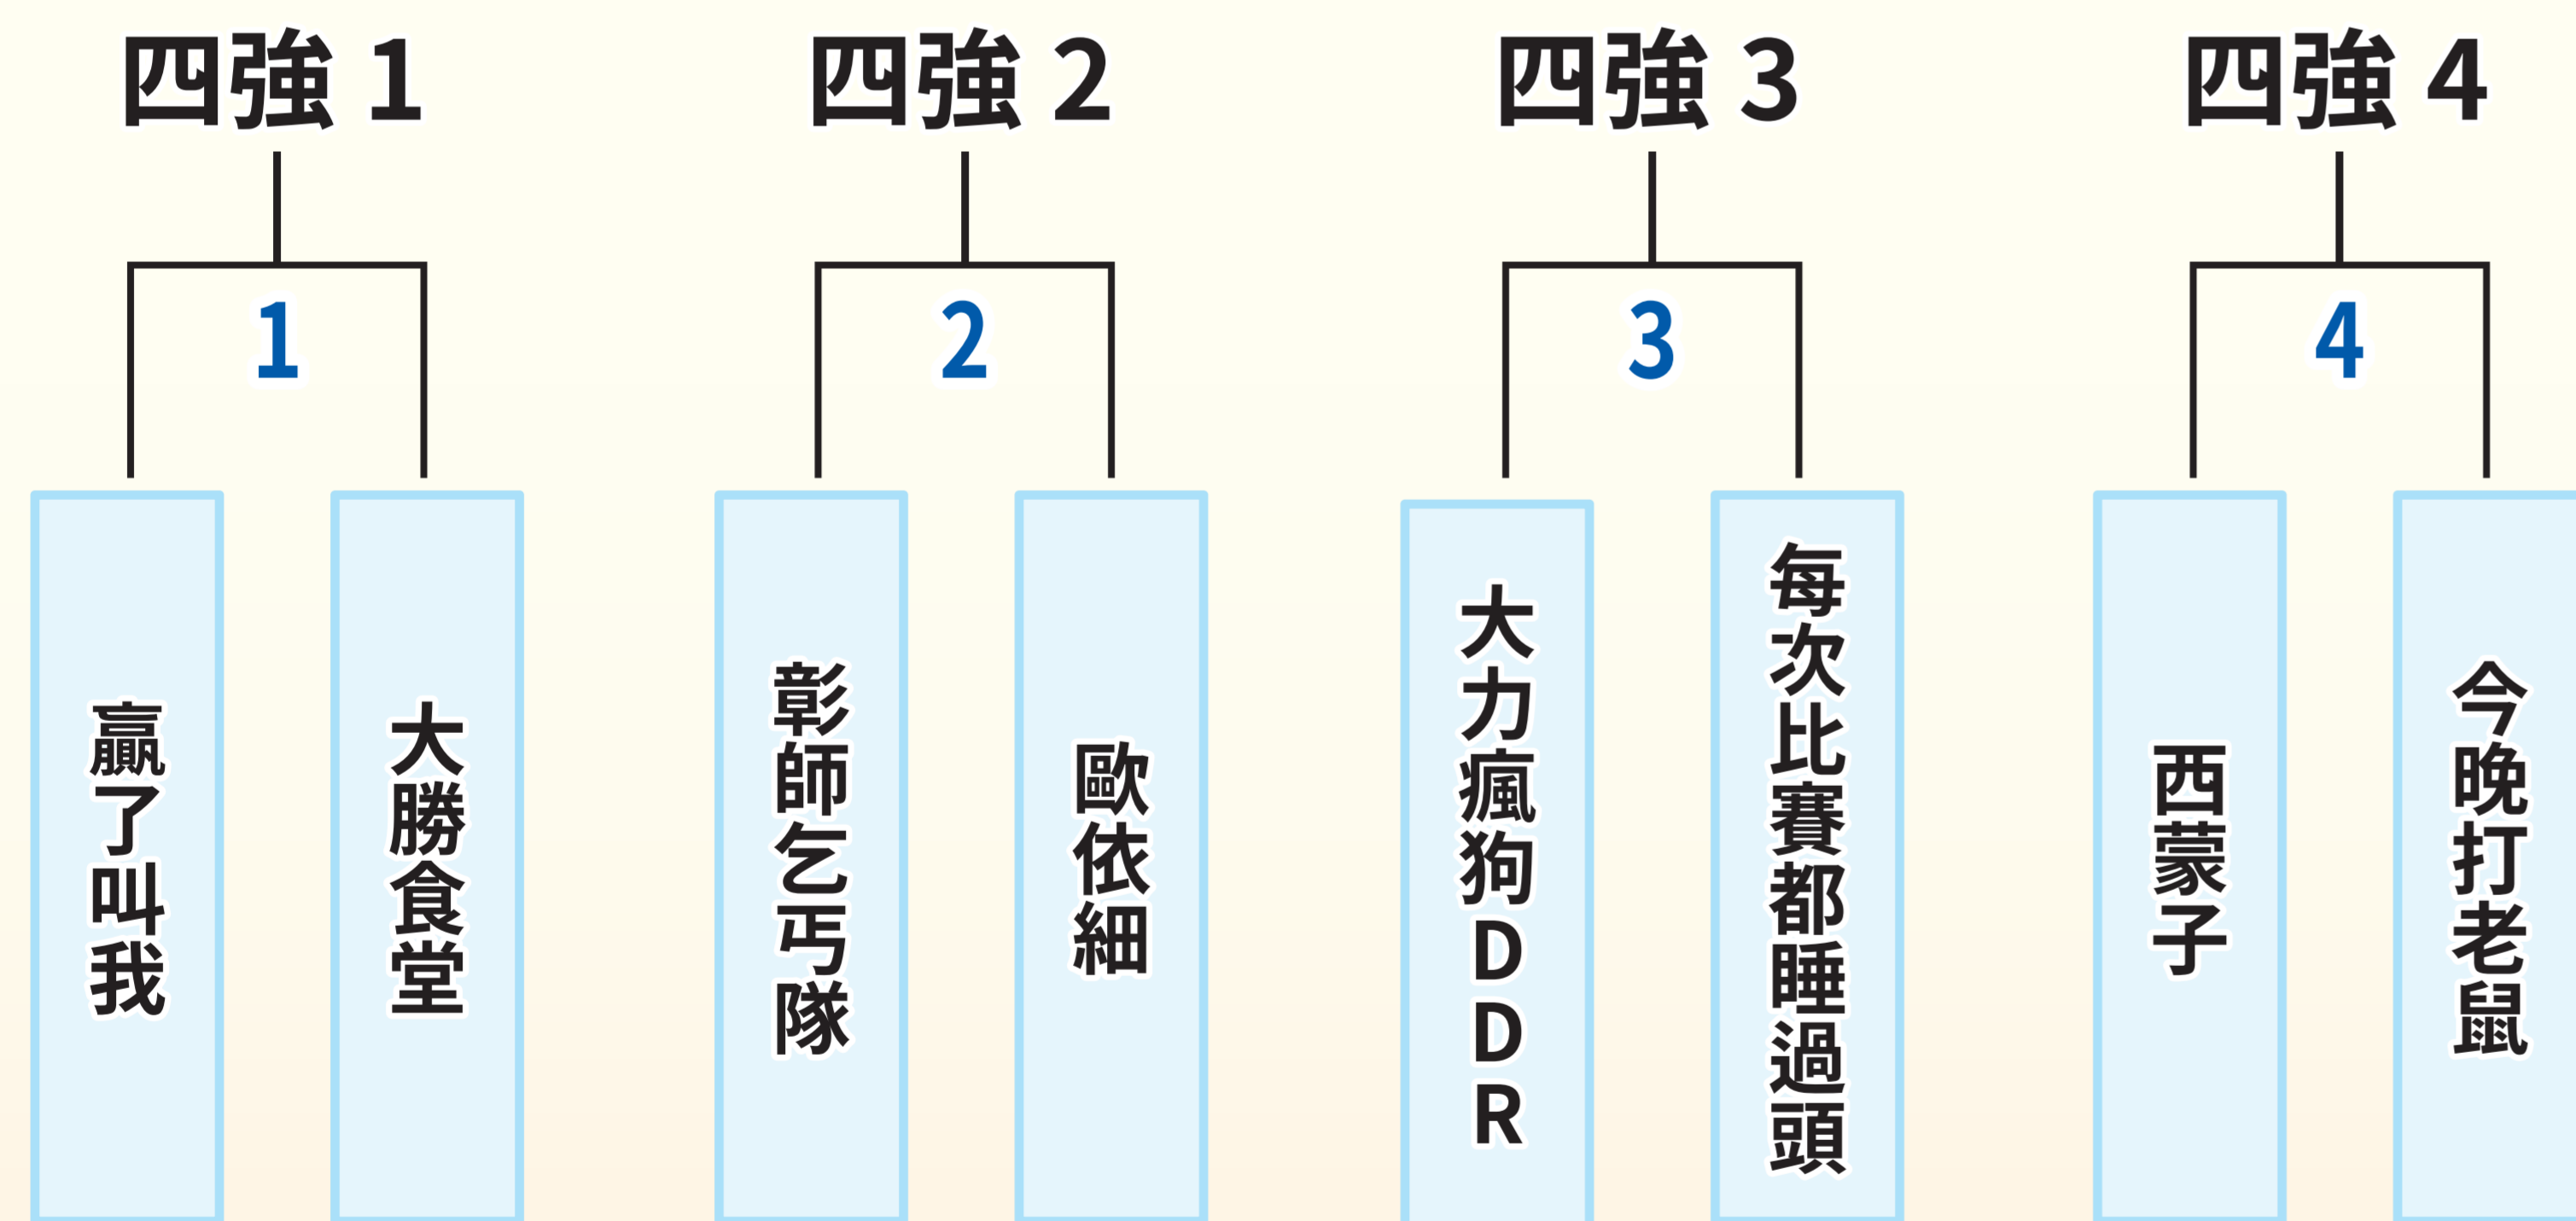 四強 1
四強 2
四強 3
四強 4
1
2
3
4
贏了叫我
大勝食堂
彰師乞丐隊
歐依細
大力瘋狗DDR
每次比賽都睡過頭
西蒙子
今晚打老鼠